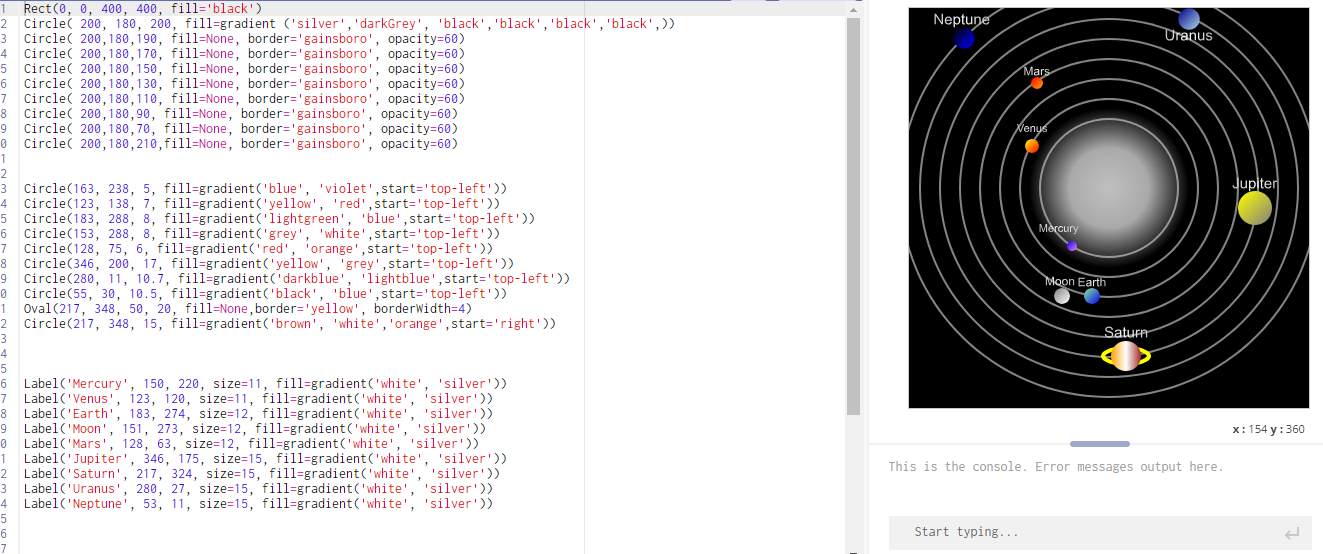 1 Rect(0, 0, 400, 400, fill='black')
2 Circle( 200, 180, 200, fill=gradient ('silver','darkGrey', 'black','black','black','black',))
3 Circle( 200,180,190, fill=None, border='gainsboro', opacity=60)
4 Circle( 200,180,170, fill=None, border='gainsboro', opacity=60)
5 Circle( 200,180,150, fill=None, border='gainsboro', opacity=60)
6 Circle( 200,180,130, fill=None, border='gainsboro', opacity=60)
7 Circle( 200,180,110, fill=None, border='gainsboro', opacity=60)
8 Circle( 200,180,90, fill=None, border='gainsboro', opacity=60)
9 Circle( 200,180,70, fill=None, border='gainsboro', opacity=60)
0 Circle( 200,180,210,fill=None, border='gainsboro', opacity=60)
1
2
3 Circle(163, 238, 5, fill=gradient('blue', 'violet',start='top-left'))
4 Circle(123, 138, 7, fill=gradient('yellow', 'red',start='top-left'))
5 Circle(183, 288, 8, fill=gradient('lightgreen', 'blue',start='top-left'))
6 Circle(153, 288, 8, fill=gradient('grey', 'white',start='top-left'))
7 Circle(128, 75, 6, fill=gradient('red', 'orange',start='top-left'))
8 Circle(346, 200, 17, fill=gradient('yellow', 'grey',start='top-left'))
9 Circle(280, 11, 10.7, fill=gradient('darkblue', 'lightblue',start='top-left'))
0 Circle(55, 30, 10.5, fill=gradient('black', 'blue',start='top-left'))
1 Oval(217, 348, 50, 20, fill=None,border='yellow', borderWidth=4)
2 Circle(217, 348, 15, fill=gradient('brown', 'white','orange',start='right'))
3
4
5
6 Label('Mercury', 150, 220, size=11, fill=gradient('white', 'silver'))
7 Label('Venus', 123, 120, size=11, fill=gradient('white', 'silver'))
8 Label('Earth', 183, 274, size=12, fill=gradient('white', 'silver'))
9 Label('Moon', 151, 273, size=12, fill=gradient('white', 'silver'))
0 Label('Mars', 128, 63, size=12, fill=gradient('white', 'silver'))
1 Label('Jupiter', 346, 175, size=15, fill=gradient('white', 'silver'))
2 Label('Saturn', 217, 324, size=15, fill=gradient('white', 'silver'))
3 Label('Uranus', 280, 27, size=15, fill=gradient('white', 'silver'))
4 Label('Neptune', 53, 11, size=15, fill=gradient('white', 'silver'))
5
6
7
Neptune
Uranus
Mars
Venus
Jupiter
Mercury
Moon Earth
Saturn
x: 154 y: 360
This is the console. Error messages output here.
Start typing...